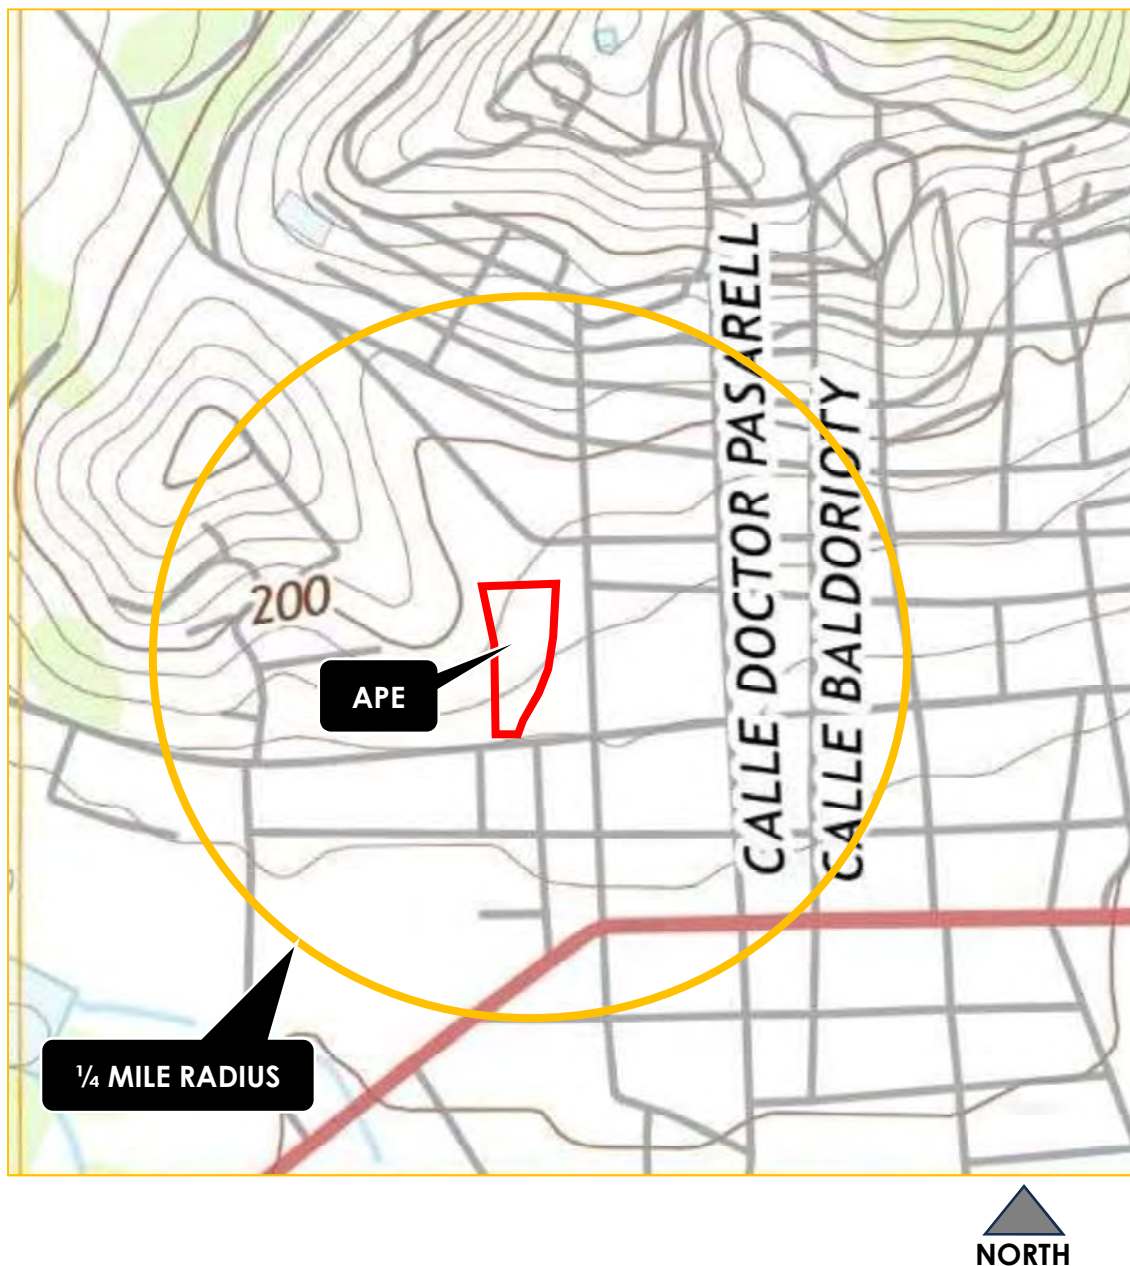 CALLE DOCTOR PASARELL
CALLE BALDORIOTY
200
APE
¼ MILE RADIUS
NORTH